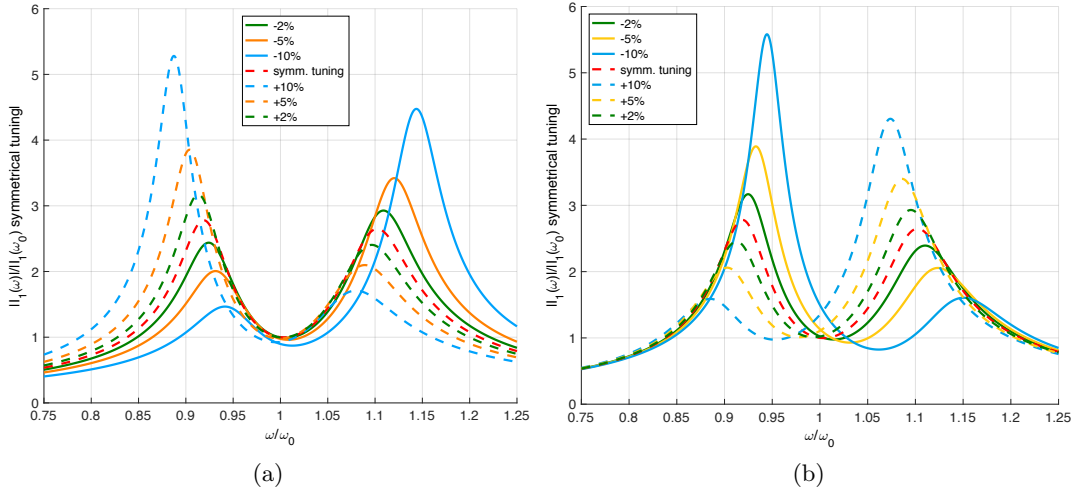 6
5
4
3
2
1
0
|I₁(ω)/I₁(ω₀) symmetrical tuning|
-2%
-5%
-10%
symm. tuning
+10%
+5%
+2%
0.75 0.8 0.85 0.9 0.95 1 1.05 1.1 1.15 1.2 1.25
ω/ω₀
(a)
6
5
4
3
2
1
0
|I₁(ω)/I₁(ω₀) symmetrical tuning|
-2%
-5%
-10%
symm. tuning
+10%
+5%
+2%
0.75 0.8 0.85 0.9 0.95 1 1.05 1.1 1.15 1.2 1.25
ω/ω₀
(b)